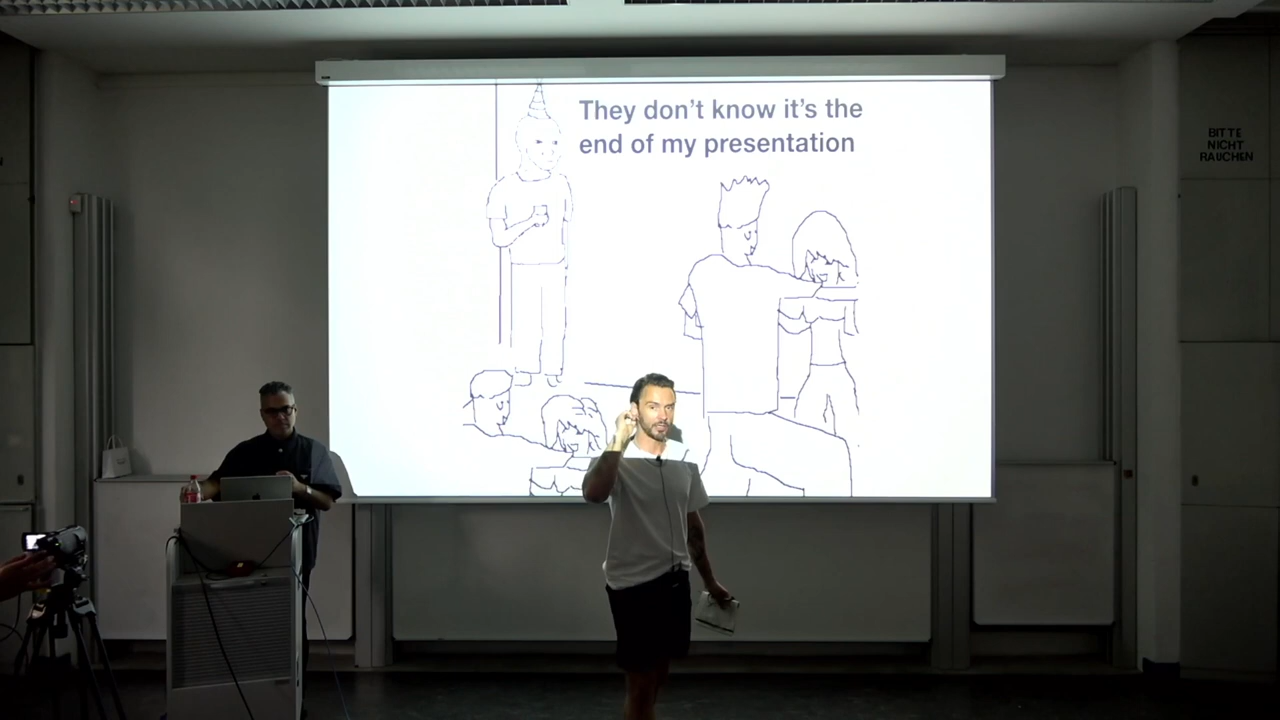 They don't know it's the
end of my presentation
BITTE
NICHT
RAUCHEN